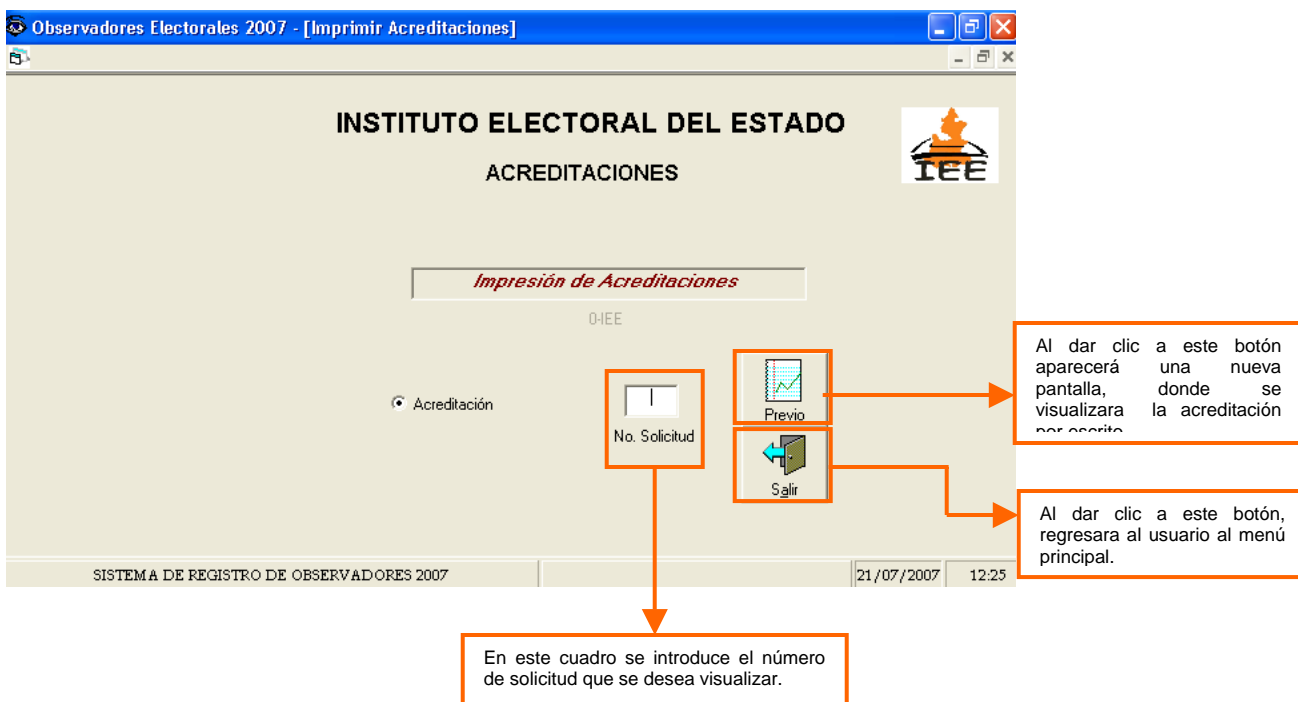 Observadores Electorales 2007 - [Imprimir Acreditaciones]
INSTITUTO ELECTORAL DEL ESTADO
IEE
ACREDITACIONES
Impresión de Acreditaciones
0-IEE
Acreditación
No. Solicitud
Previo
Salir
Al dar clic a este botón
aparecerá una nueva
pantalla, donde se
visualizara la acreditación
por escrito
Al dar clic a este botón,
regresara al usuario al menú
principal.
SISTEMA DE REGISTRO DE OBSERVADORES 2007
21/07/2007
12:25
En este cuadro se introduce el número
de solicitud que se desea visualizar.